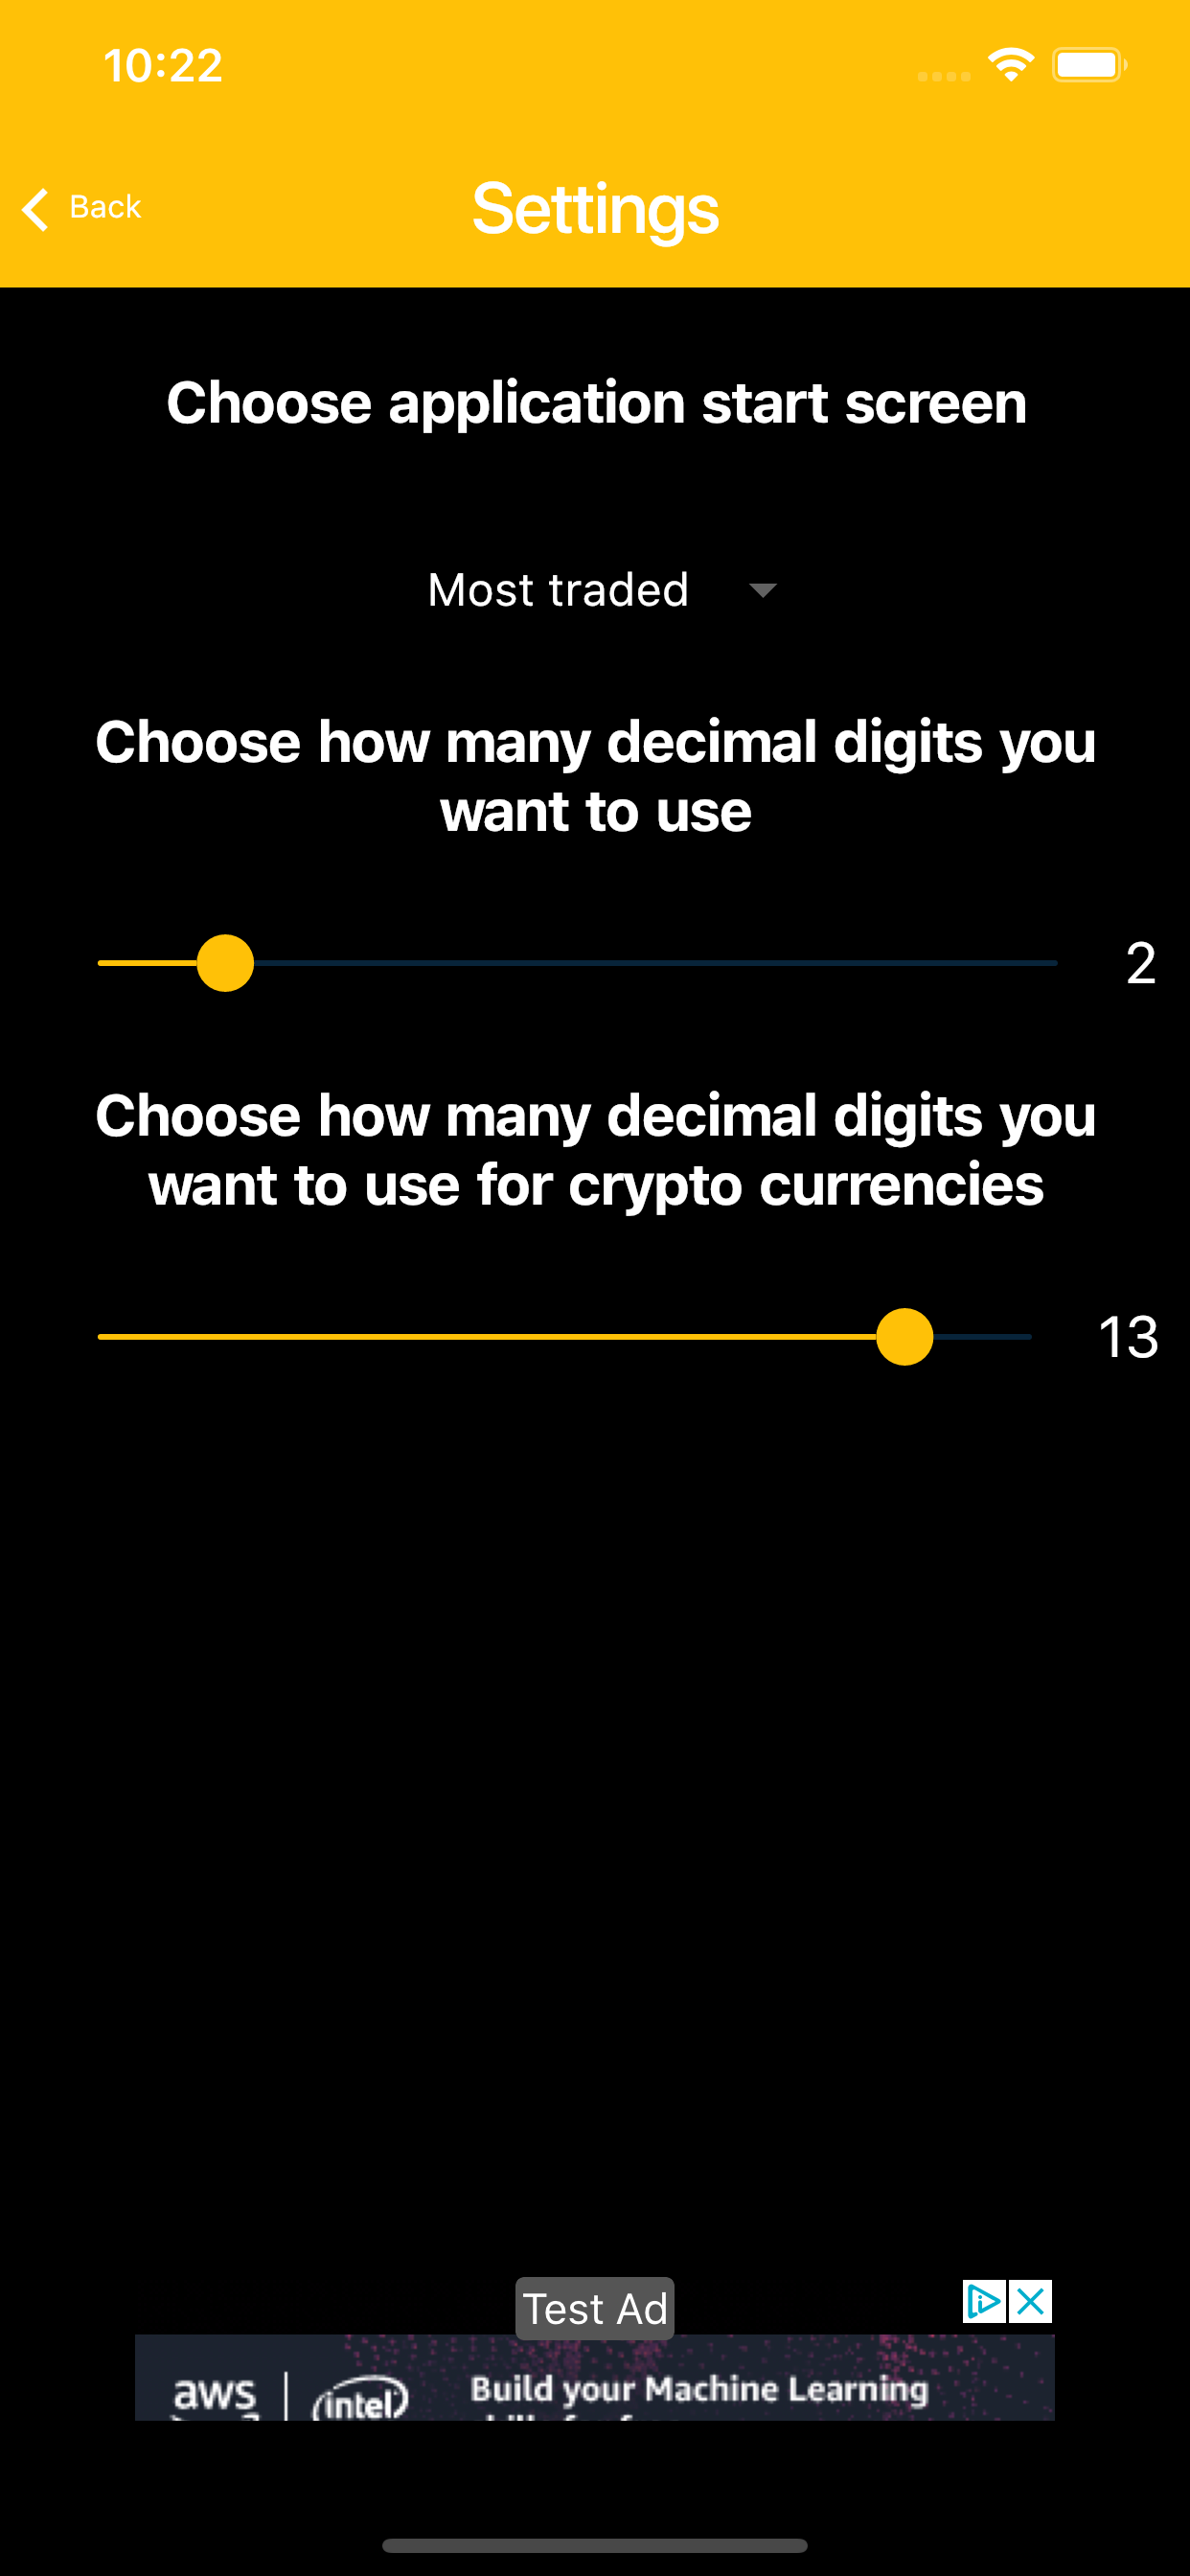 10:22
Back
Settings
Choose application start screen
Most traded
Choose how many decimal digits you
want to use
2
Choose how many decimal digits you
want to use for crypto currencies
13
Test Ad
aws
intel
Build your Machine Learning